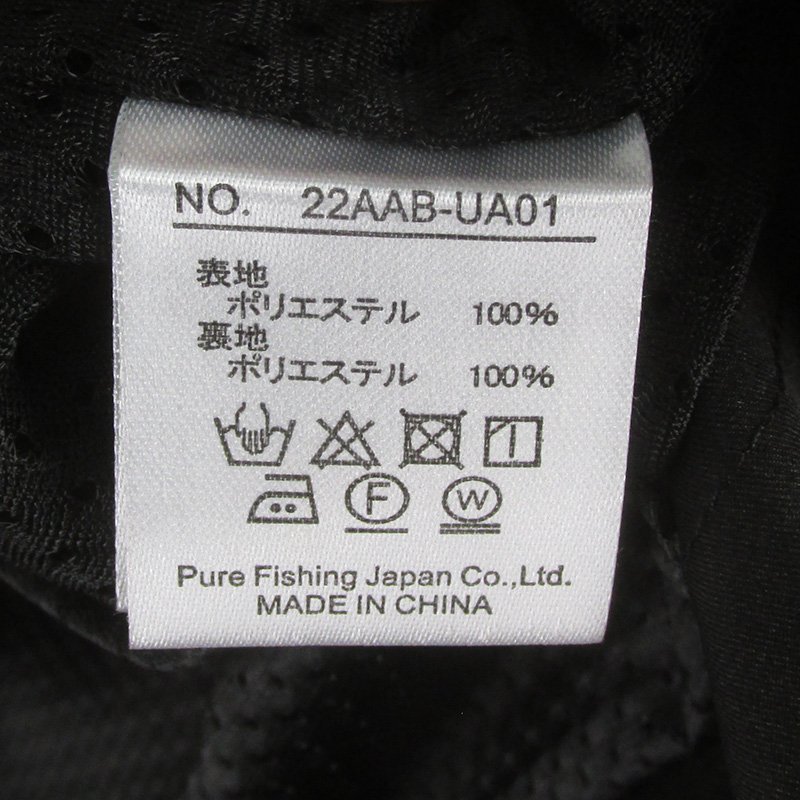 NO. 22AAB-UA01
表地
ポリエステル 100%
裏地
ポリエステル 100%
F W
Pure Fishing Japan Co.,Ltd.
MADE IN CHINA